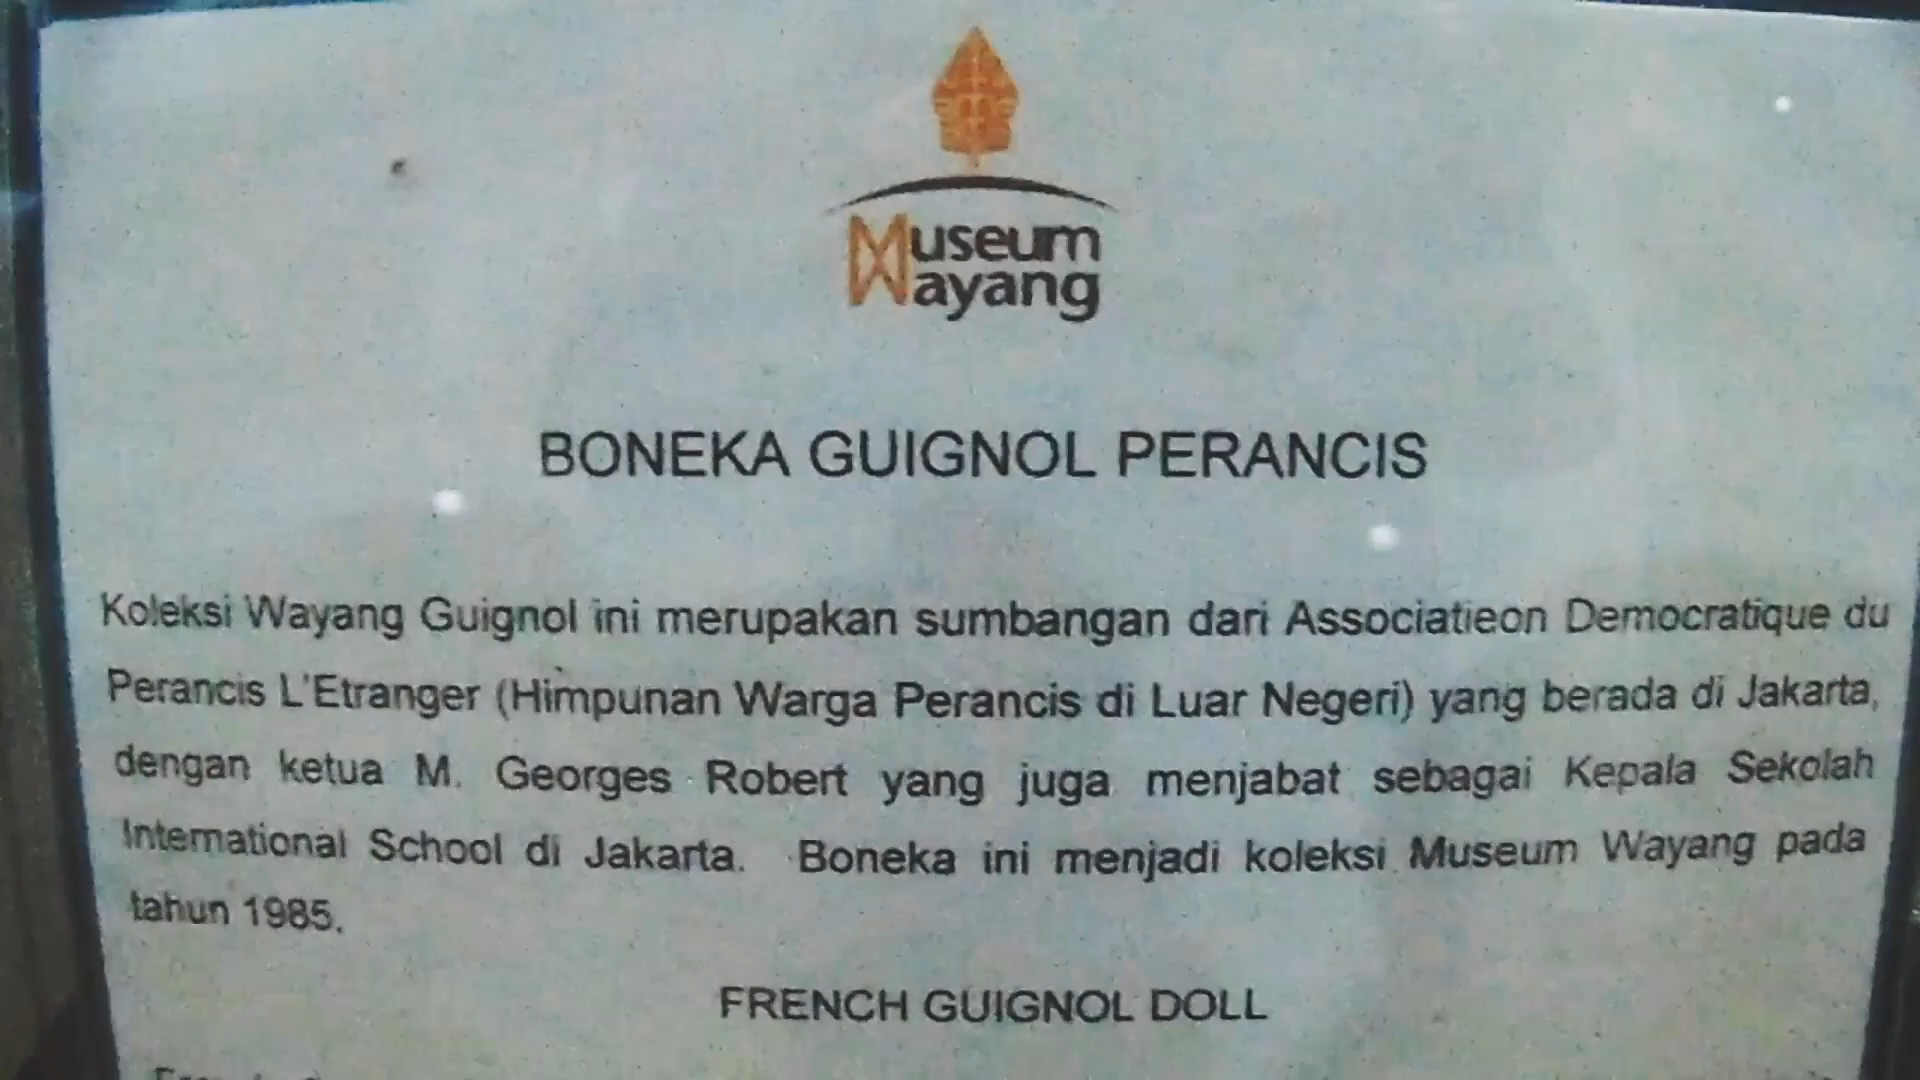 Museum
Wayang
BONEKA GUIGNOL PERANCIS
Koleksi Wayang Guignol ini merupakan sumbangan dari Associatieon Democratique du
Perancis L'Etranger (Himpunan Warga Perancis di Luar Negeri) yang berada di Jakarta,
dengan ketua M. Georges Robert yang juga menjabat sebagai Kepala Sekolah
International School di Jakarta. Boneka ini menjadi koleksi Museum Wayang pada
tahun 1985.
FRENCH GUIGNOL DOLL